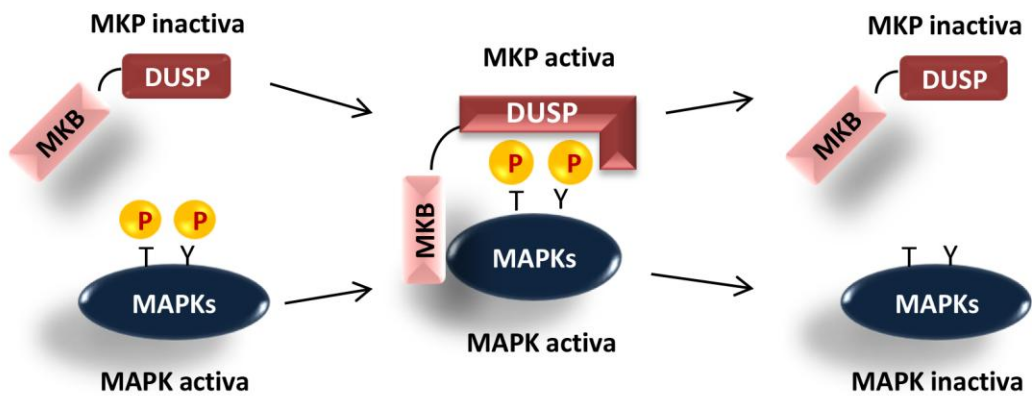 MKP inactiva
DUSP
MKB
P P
T Y
MAPKs
MAPK activa
MKP activa
DUSP
P P
T Y
MKB
MAPKs
MAPK activa
MKP inactiva
DUSP
MKB
T Y
MAPKs
MAPK inactiva